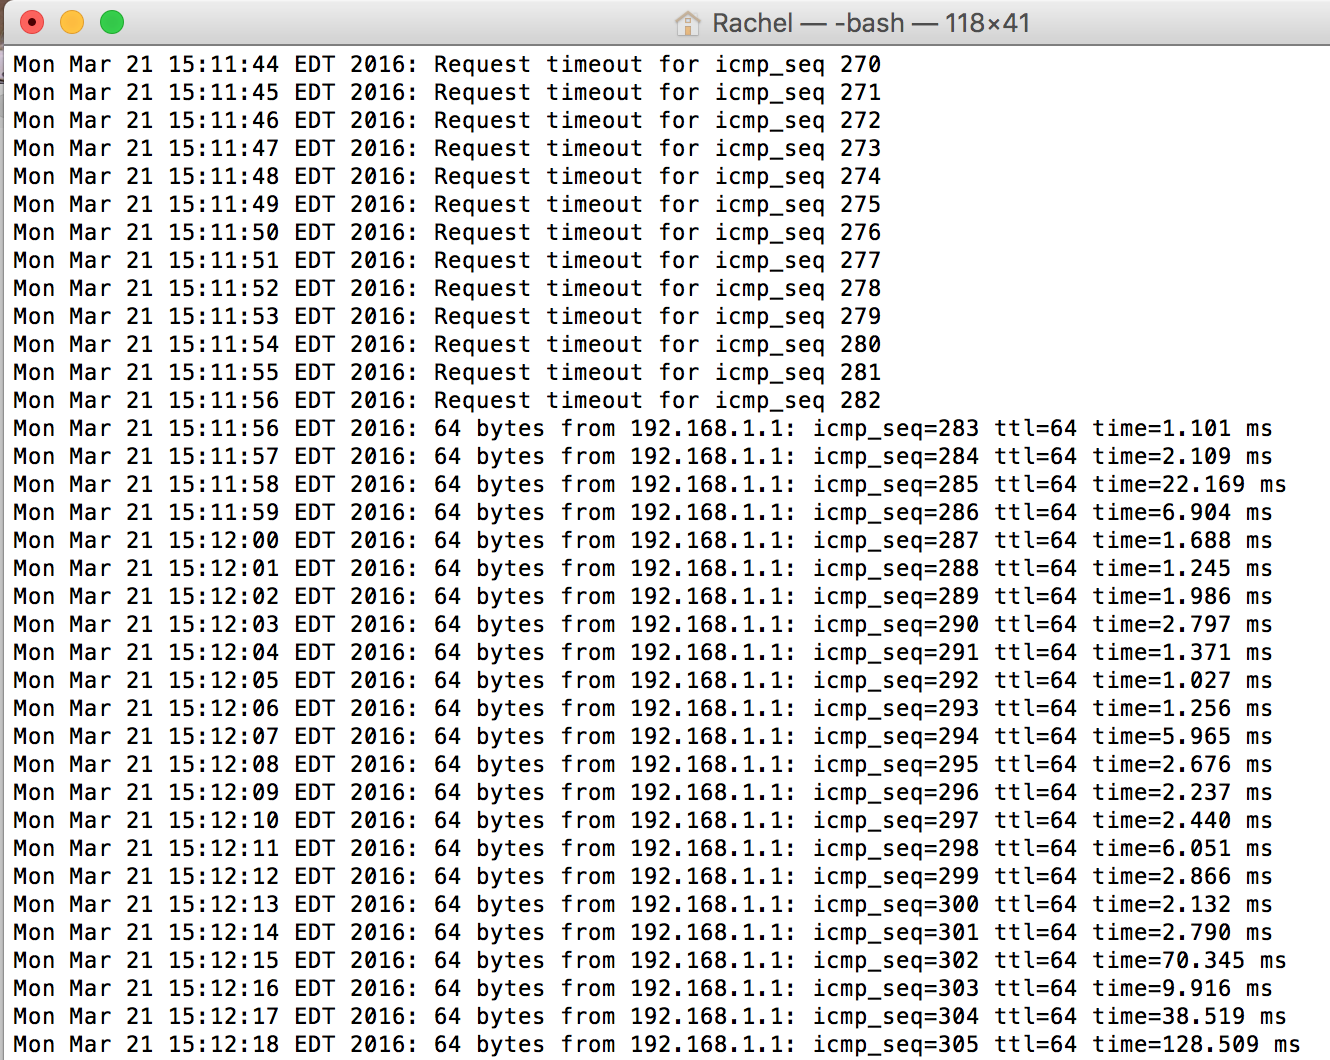 Rachel — -bash — 118×41
Mon Mar 21 15:11:44 EDT 2016: Request timeout for icmp_seq 270
Mon Mar 21 15:11:45 EDT 2016: Request timeout for icmp_seq 271
Mon Mar 21 15:11:46 EDT 2016: Request timeout for icmp_seq 272
Mon Mar 21 15:11:47 EDT 2016: Request timeout for icmp_seq 273
Mon Mar 21 15:11:48 EDT 2016: Request timeout for icmp_seq 274
Mon Mar 21 15:11:49 EDT 2016: Request timeout for icmp_seq 275
Mon Mar 21 15:11:50 EDT 2016: Request timeout for icmp_seq 276
Mon Mar 21 15:11:51 EDT 2016: Request timeout for icmp_seq 277
Mon Mar 21 15:11:52 EDT 2016: Request timeout for icmp_seq 278
Mon Mar 21 15:11:53 EDT 2016: Request timeout for icmp_seq 279
Mon Mar 21 15:11:54 EDT 2016: Request timeout for icmp_seq 280
Mon Mar 21 15:11:55 EDT 2016: Request timeout for icmp_seq 281
Mon Mar 21 15:11:56 EDT 2016: Request timeout for icmp_seq 282
Mon Mar 21 15:11:56 EDT 2016: 64 bytes from 192.168.1.1: icmp_seq=283 ttl=64 time=1.101 ms
Mon Mar 21 15:11:57 EDT 2016: 64 bytes from 192.168.1.1: icmp_seq=284 ttl=64 time=2.109 ms
Mon Mar 21 15:11:58 EDT 2016: 64 bytes from 192.168.1.1: icmp_seq=285 ttl=64 time=22.169 ms
Mon Mar 21 15:11:59 EDT 2016: 64 bytes from 192.168.1.1: icmp_seq=286 ttl=64 time=6.904 ms
Mon Mar 21 15:12:00 EDT 2016: 64 bytes from 192.168.1.1: icmp_seq=287 ttl=64 time=1.688 ms
Mon Mar 21 15:12:01 EDT 2016: 64 bytes from 192.168.1.1: icmp_seq=288 ttl=64 time=1.245 ms
Mon Mar 21 15:12:02 EDT 2016: 64 bytes from 192.168.1.1: icmp_seq=289 ttl=64 time=1.986 ms
Mon Mar 21 15:12:03 EDT 2016: 64 bytes from 192.168.1.1: icmp_seq=290 ttl=64 time=2.797 ms
Mon Mar 21 15:12:04 EDT 2016: 64 bytes from 192.168.1.1: icmp_seq=291 ttl=64 time=1.371 ms
Mon Mar 21 15:12:05 EDT 2016: 64 bytes from 192.168.1.1: icmp_seq=292 ttl=64 time=1.027 ms
Mon Mar 21 15:12:06 EDT 2016: 64 bytes from 192.168.1.1: icmp_seq=293 ttl=64 time=1.256 ms
Mon Mar 21 15:12:07 EDT 2016: 64 bytes from 192.168.1.1: icmp_seq=294 ttl=64 time=5.965 ms
Mon Mar 21 15:12:08 EDT 2016: 64 bytes from 192.168.1.1: icmp_seq=295 ttl=64 time=2.676 ms
Mon Mar 21 15:12:09 EDT 2016: 64 bytes from 192.168.1.1: icmp_seq=296 ttl=64 time=2.237 ms
Mon Mar 21 15:12:10 EDT 2016: 64 bytes from 192.168.1.1: icmp_seq=297 ttl=64 time=2.440 ms
Mon Mar 21 15:12:11 EDT 2016: 64 bytes from 192.168.1.1: icmp_seq=298 ttl=64 time=6.051 ms
Mon Mar 21 15:12:12 EDT 2016: 64 bytes from 192.168.1.1: icmp_seq=299 ttl=64 time=2.866 ms
Mon Mar 21 15:12:13 EDT 2016: 64 bytes from 192.168.1.1: icmp_seq=300 ttl=64 time=2.132 ms
Mon Mar 21 15:12:14 EDT 2016: 64 bytes from 192.168.1.1: icmp_seq=301 ttl=64 time=2.790 ms
Mon Mar 21 15:12:15 EDT 2016: 64 bytes from 192.168.1.1: icmp_seq=302 ttl=64 time=70.345 ms
Mon Mar 21 15:12:16 EDT 2016: 64 bytes from 192.168.1.1: icmp_seq=303 ttl=64 time=9.916 ms
Mon Mar 21 15:12:17 EDT 2016: 64 bytes from 192.168.1.1: icmp_seq=304 ttl=64 time=38.519 ms
Mon Mar 21 15:12:18 EDT 2016: 64 bytes from 192.168.1.1: icmp_seq=305 ttl=64 time=128.509 ms